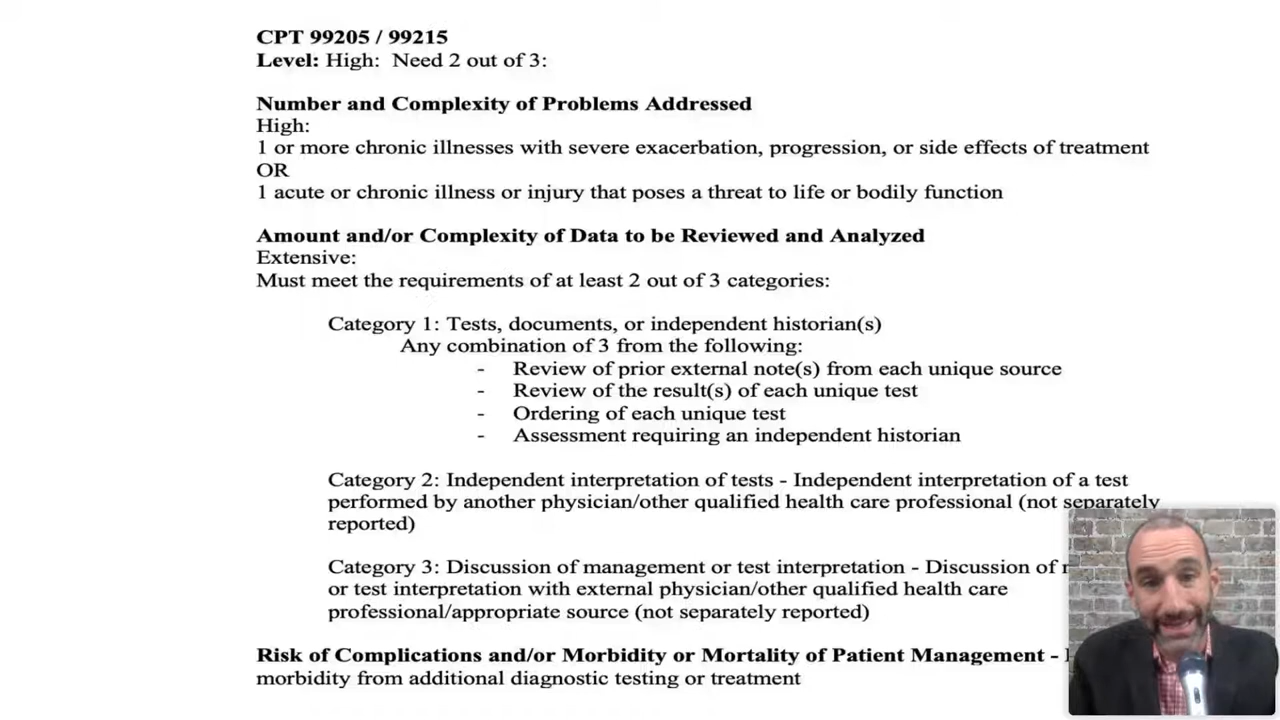 CPT 99205 / 99215
Level: High: Need 2 out of 3:
Number and Complexity of Problems Addressed
High:
1 or more chronic illnesses with severe exacerbation, progression, or side effects of treatment
OR
1 acute or chronic illness or injury that poses a threat to life or bodily function
Amount and/or Complexity of Data to be Reviewed and Analyzed
Extensive:
Must meet the requirements of at least 2 out of 3 categories:
Category 1: Tests, documents, or independent historian(s)
Any combination of 3 from the following:
- Review of prior external note(s) from each unique source
- Review of the result(s) of each unique test
- Ordering of each unique test
- Assessment requiring an independent historian
Category 2: Independent interpretation of tests - Independent interpretation of a test
performed by another physician/other qualified health care professional (not separately
reported)
Category 3: Discussion of management or test interpretation - Discussion of
or test interpretation with external physician/other qualified health care
professional/appropriate source (not separately reported)
Risk of Complications and/or Morbidity or Mortality of Patient Management -
morbidity from additional diagnostic testing or treatment